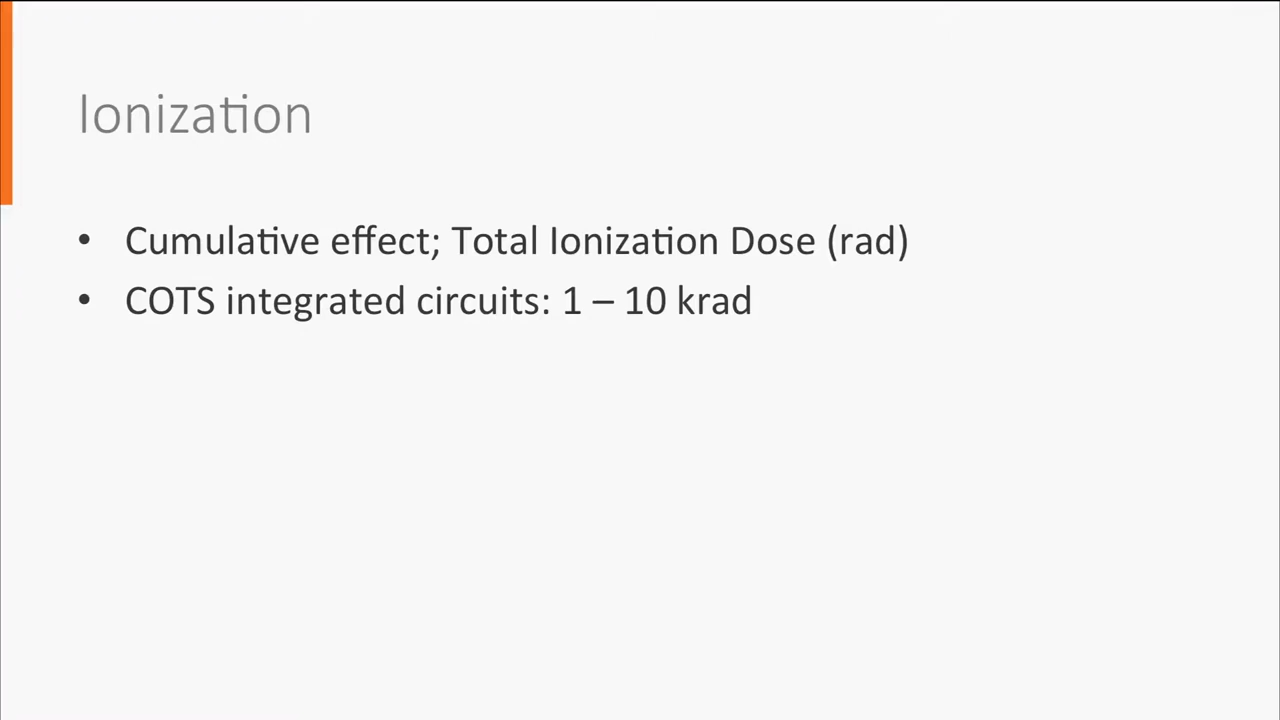 Ionization
• Cumulative effect; Total Ionization Dose (rad)
• COTS integrated circuits: 1 – 10 krad